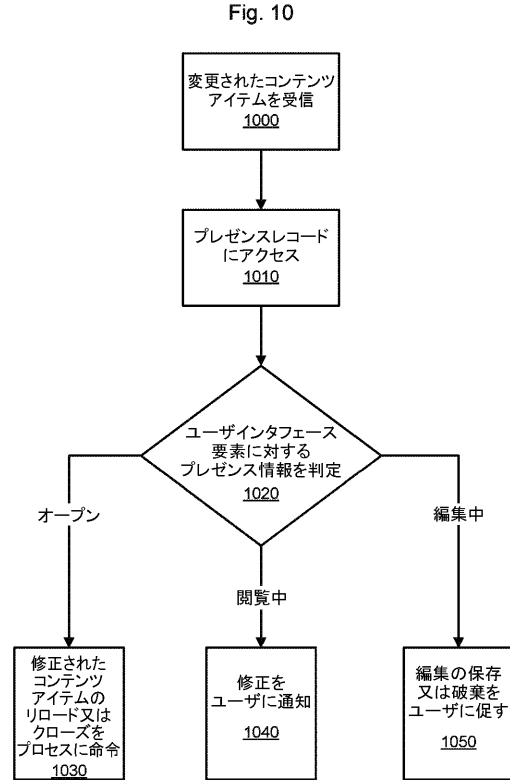 Fig. 10
変更されたコンテンツ
アイテムを受信
1000
プレゼンスレコード
にアクセス
1010
ユーザインタフェース
要素に対する
プレゼンス情報を判定
1020
オープン
閲覧中
編集中
修正された
コンテンツ
アイテムの
リロード又は
クローズを
プロセスに命令
1030
修正を
ユーザに通知
1040
編集の保存
又は破棄を
ユーザに促す
1050